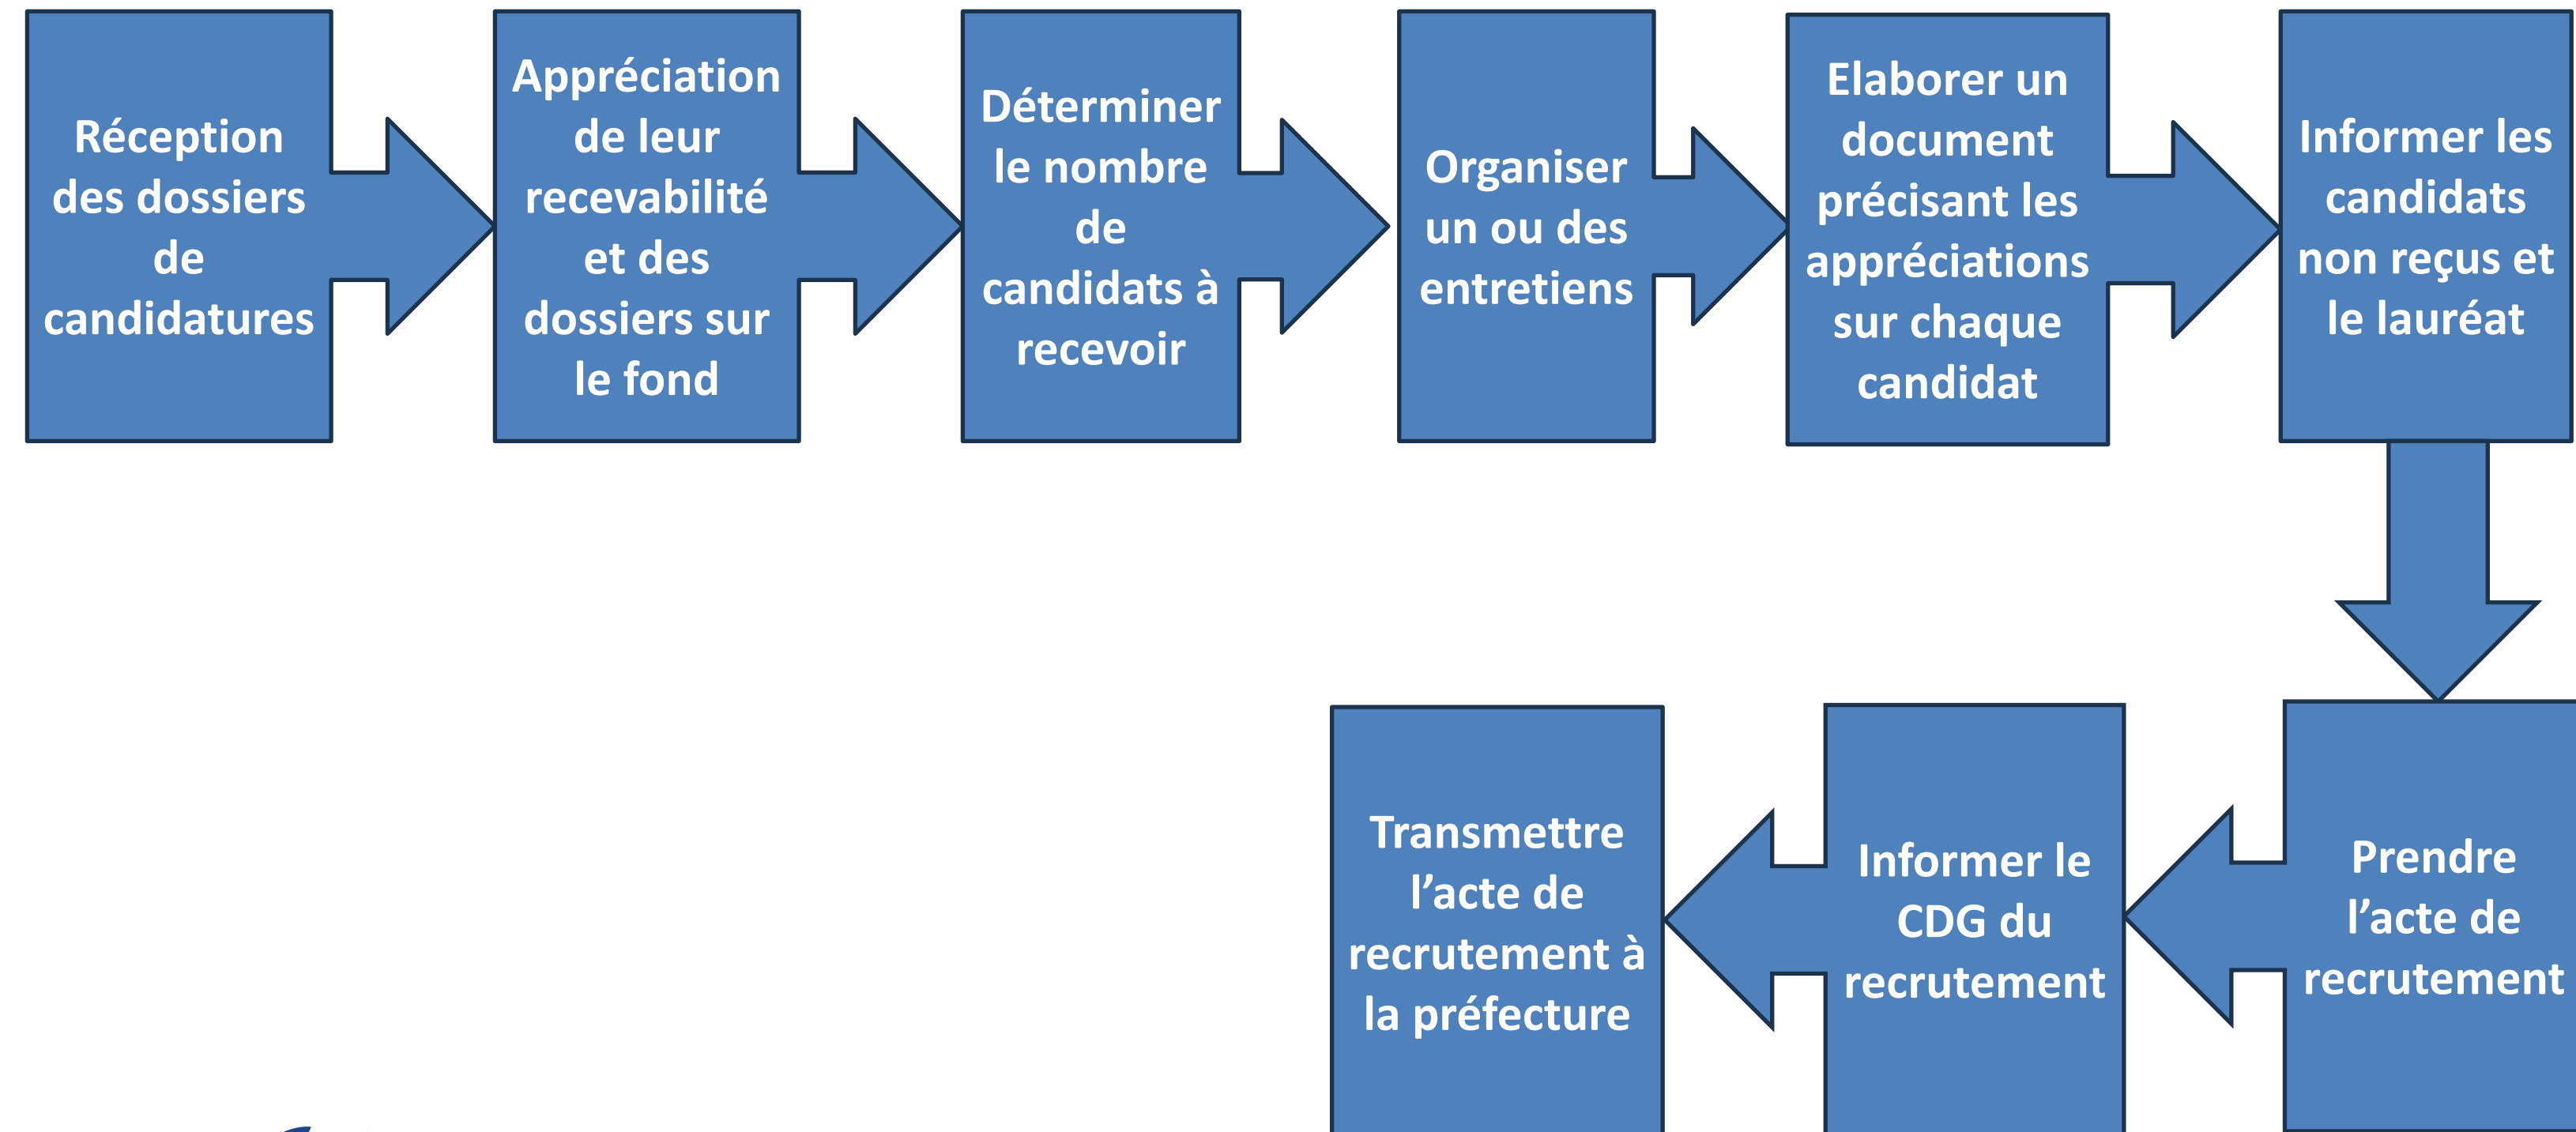 Réception
des dossiers
de
candidatures
Appréciation
de leur
recevabilité
et des
dossiers sur
le fond
Déterminer
le nombre
de
candidats à
recevoir
Organiser
un ou des
entretiens
Elaborer un
document
précisant les
appréciations
sur chaque
candidat
Informer les
candidats
non reçus et
le lauréat
Prendre
l’acte de
recrutement
Informer le
CDG du
recrutement
Transmettre
l’acte de
recrutement à
la préfecture